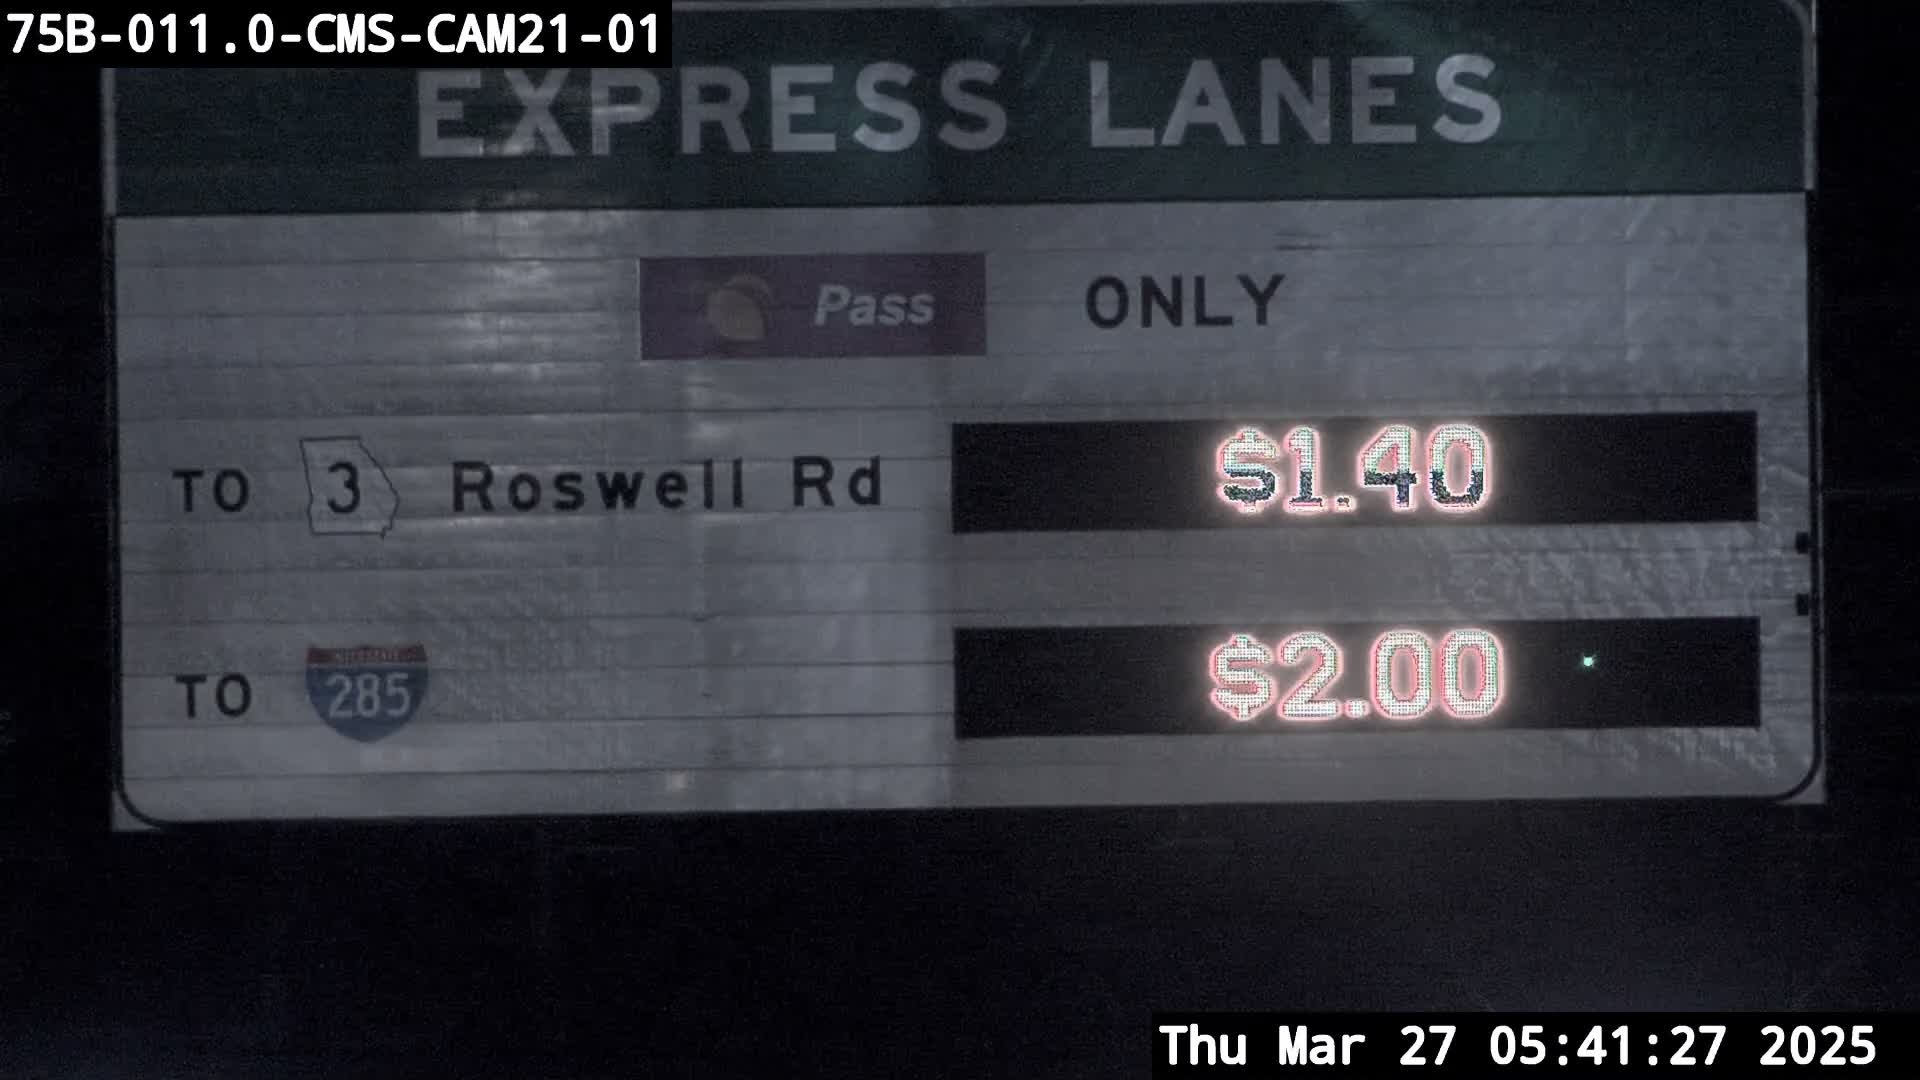 75B-011.0-CMS-CAM21-01
EXPRESS LANES
Pass ONLY
TO 3 Roswell Rd $1.40
INTERSTATE
TO 285 $2.00
Thu Mar 27 05:41:27 2025